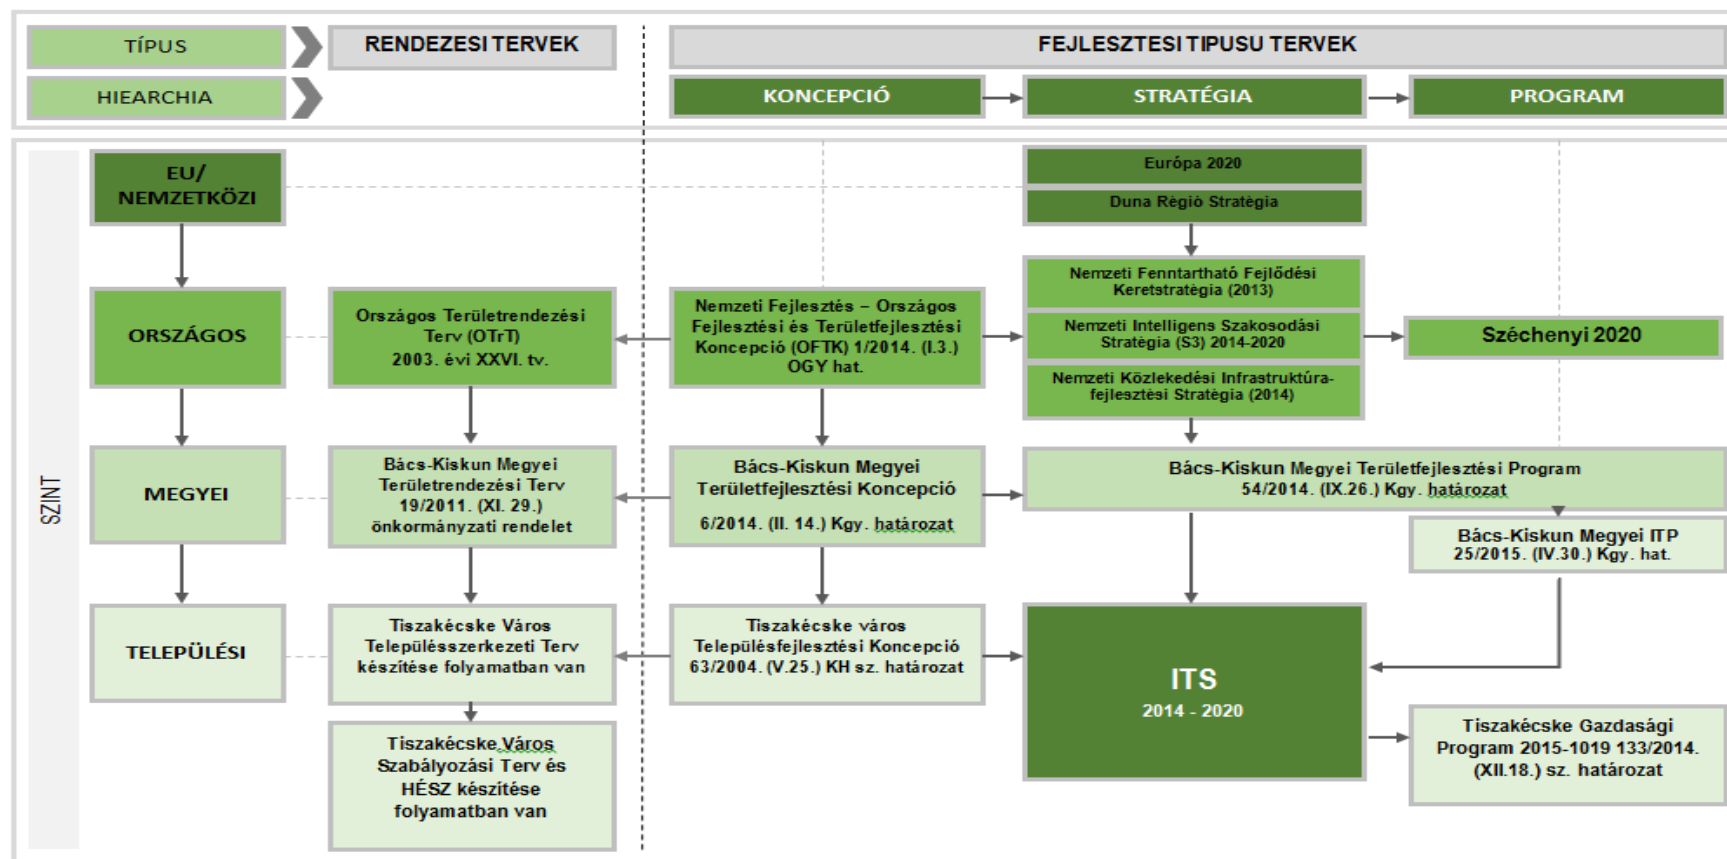 TÍPUS
RENDEZESI TERVEK
FEJLESZTESI TIPUSU TERVEK
HIEARCHIA
KONCEPCIÓ
STRATÉGIA
PROGRAM
SZINT
EU/
NEMZETKÖZI
Európa 2020
Duna Régió Stratégia
ORSZÁGOS
Országos Területrendezési
Terv (OTrT)
2003. évi XXVI. tv.
Nemzeti Fejlesztés – Országos
Fejlesztési és Területfejlesztési
Koncepció (OFTK) 1/2014. (I.3.)
OGY hat.
Nemzeti Fenntartható Fejlődési
Keretstratégia (2013)
Nemzeti Intelligens Szakosodási
Stratégia (S3) 2014-2020
Nemzeti Közlekedési Infrastruktúra-
fejlesztési Stratégia (2014)
Széchenyi 2020
MEGYEI
Bács-Kiskun Megyei
Területrendezési Terv
19/2011. (XI. 29.)
önkormányzati rendelet
Bács-Kiskun Megyei
Területfejlesztési Koncepció
6/2014. (II. 14.) Kgy. határozat
Bács-Kiskun Megyei Területfejlesztési Program
54/2014. (IX.26.) Kgy. határozat
Bács-Kiskun Megyei ITP
25/2015. (IV.30.) Kgy. hat.
TELEPÜLÉSI
Tiszakécske Város
Településszerkezeti Terv
készítése folyamatban van
Tiszakécske város
Településfejlesztési Koncepció
63/2004. (V.25.) KH sz. határozat
ITS
2014 - 2020
Tiszakécske Város
Szabályozási Terv és
HÉSZ készítése
folyamatban van
Tiszakécske Gazdasági
Program 2015-1019 133/2014.
(XII.18.) sz. határozat